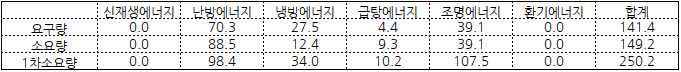 신재생에너지 난방에너지 냉방에너지 급탕에너지 조명에너지 환기에너지 합계
요구량 0.0 70.3 27.5 4.4 39.1 0.0 141.4
소요량 0.0 88.5 12.4 9.3 39.1 0.0 149.2
1차소요량 0.0 98.4 34.0 10.2 107.5 0.0 250.2